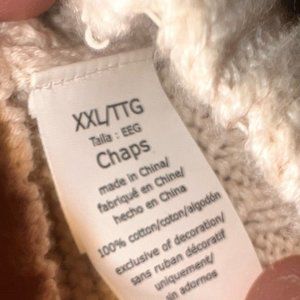 XXL/TTG
Talla : EEG
Chaps
made in China/
fabriqué en Chine/
hecho en China
100% cotton/coton/algodón
exclusive of decoration/
sans ruban décoratif
uniquement/
sin adornos